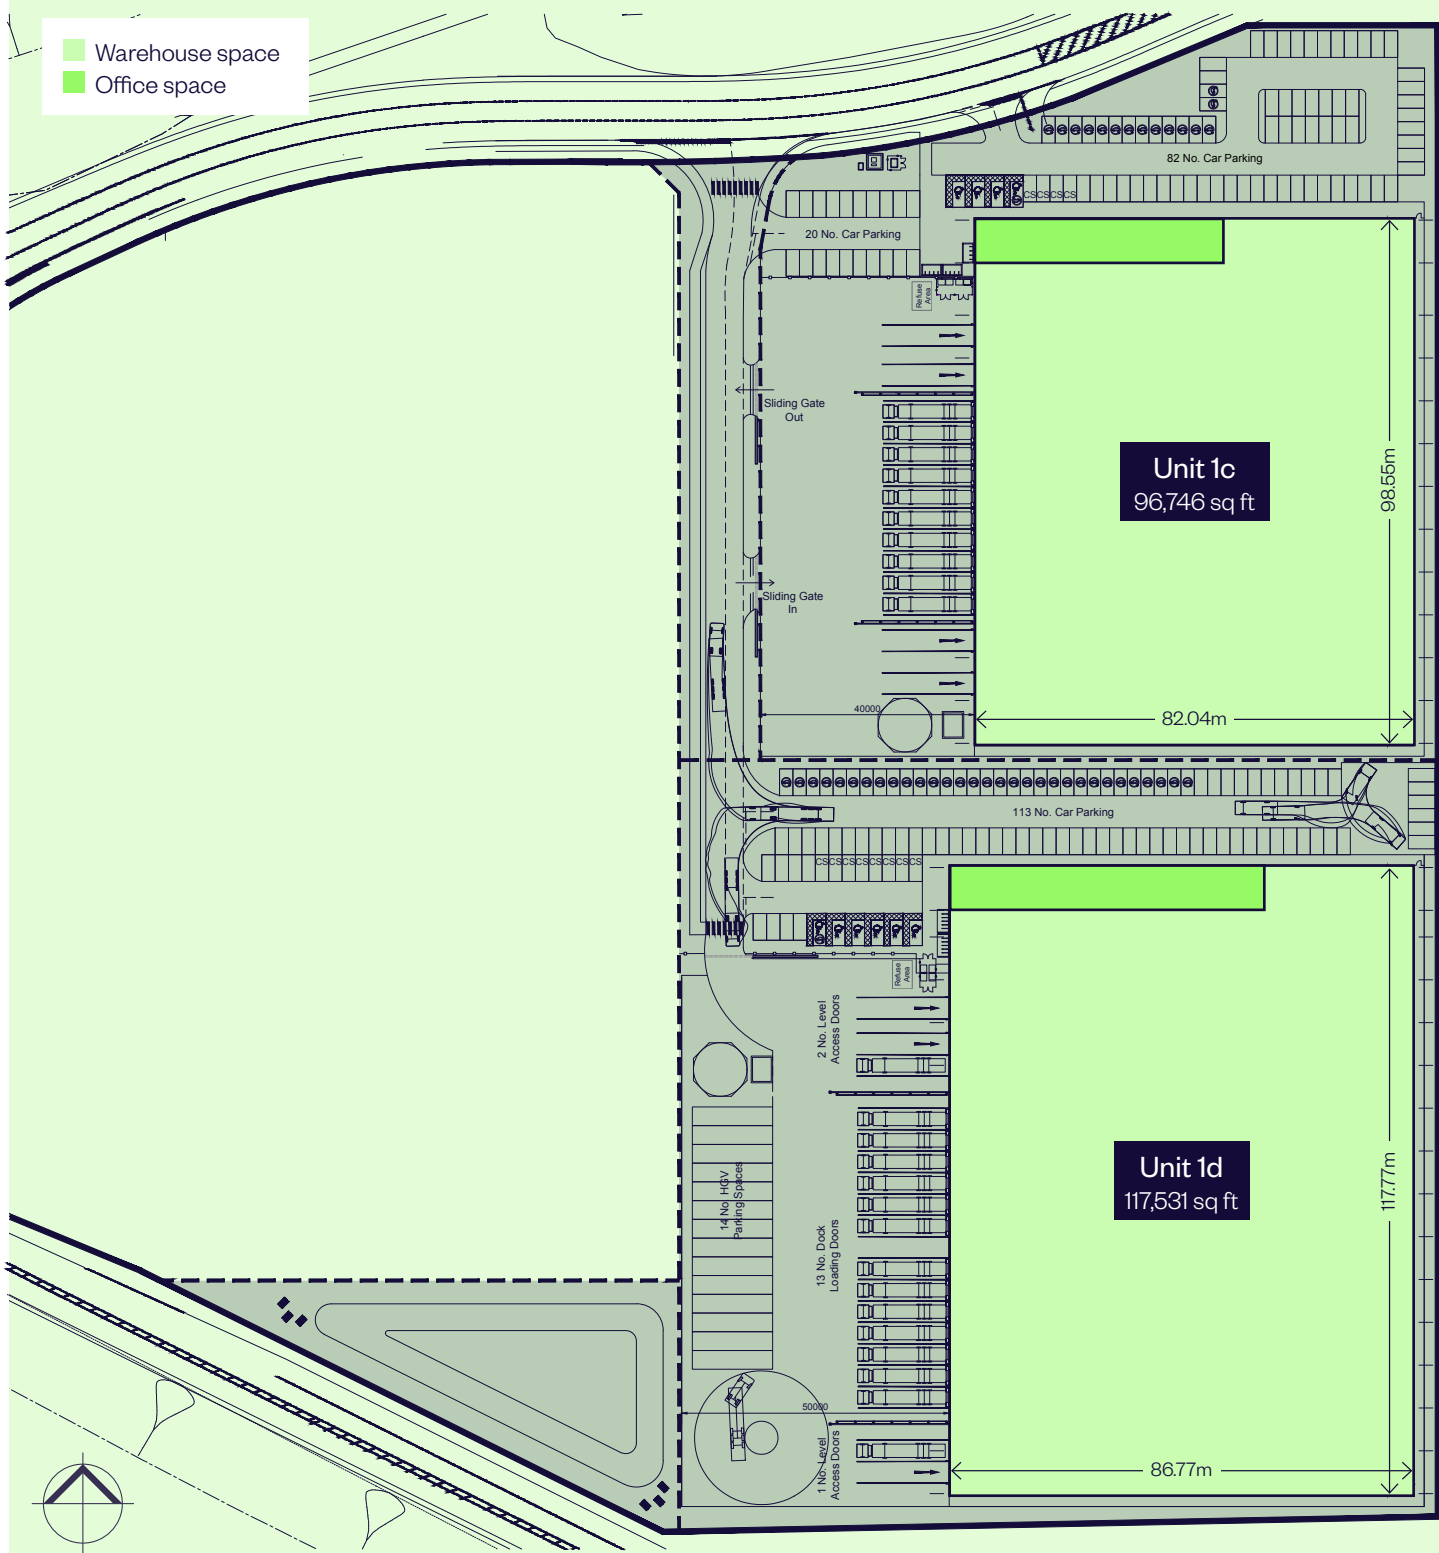 Warehouse space
Office space
82 No. Car Parking
CSCSCSCS
20 No. Car Parking
Refuse
Area
Sliding Gate
Out
Unit 1c
96,746 sq ft
98.55m
Sliding Gate
In
40000
82.04m
113 No. Car Parking
CSCSCSCSCSCSCSCS
Refuse
Area
2 No. Level
Access Doors
14 No. HGV
Parking Spaces
13 No. Dock
Loading Doors
Unit 1d
117,531 sq ft
117.77m
50000
1 No. Level
Access Doors
86.77m